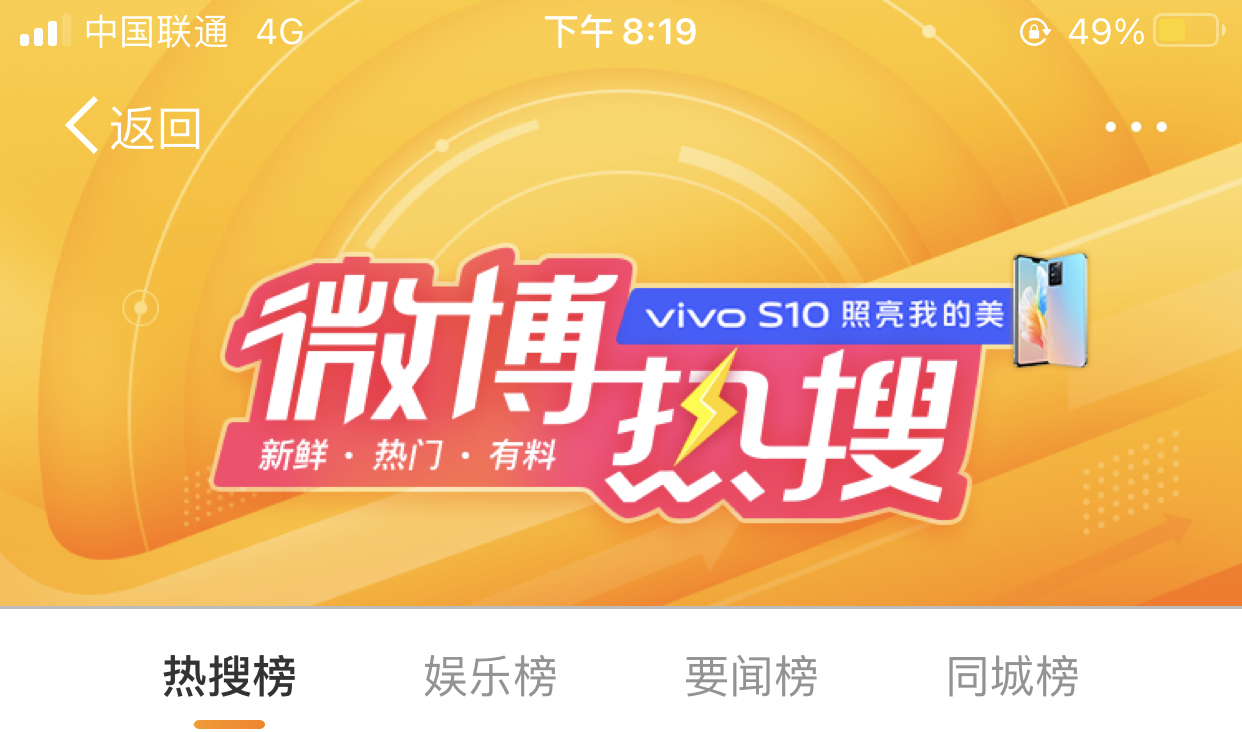 中国联通 4G 下午 8:19 49%
返回
微博
vivo S10 照亮我的美
热搜
新鲜·热门·有料
热搜榜 娱乐榜 要闻榜 同城榜